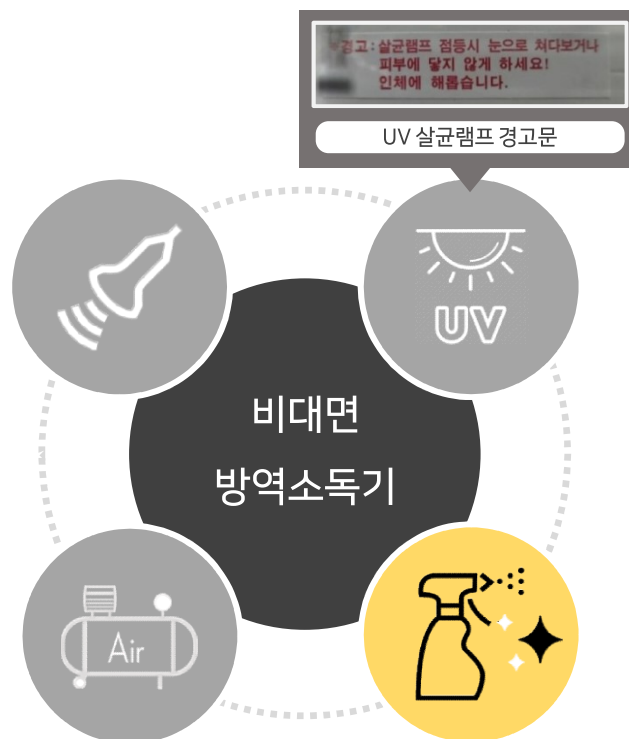 ※경고:살균램프 점등시 눈으로 쳐다보거나
피부에 닿지 않게 하세요!
인체에 해롭습니다.
UV 살균램프 경고문
UV
비대면
방역소독기
Air